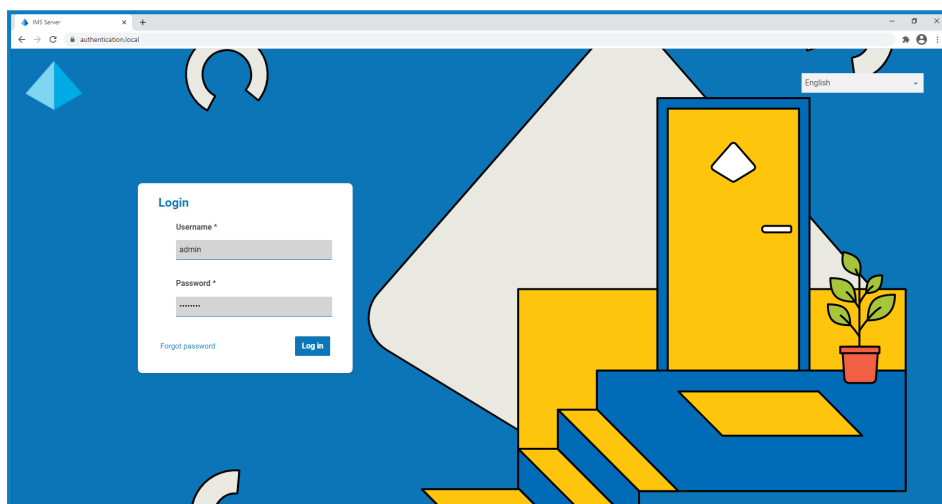 IMS Server
authentication.local
English
Login
Username *
admin
Password *
••••••••
Forgot password
Log in